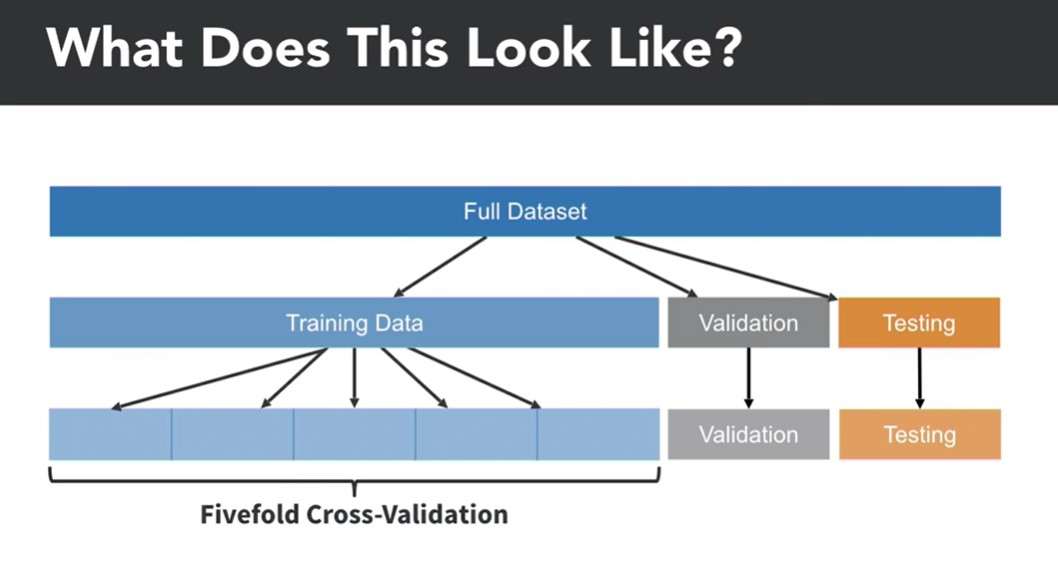 What Does This Look Like?
Full Dataset
Training Data
Validation
Testing
Validation
Testing
Fivefold Cross-Validation